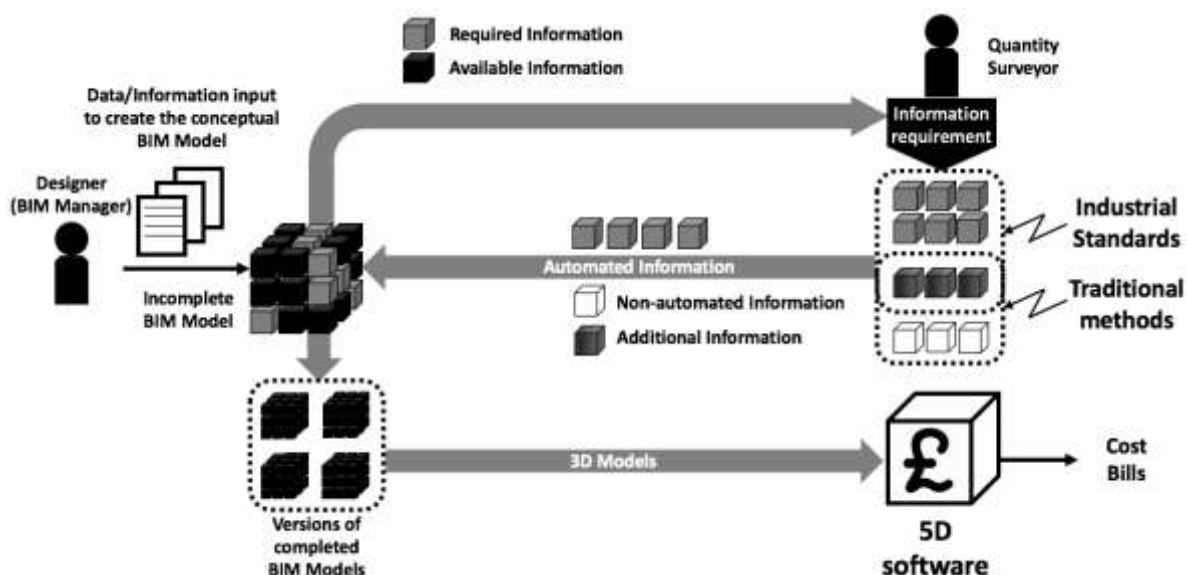 Required Information
Available Information
Quantity
Surveyor
Data/Information input
to create the conceptual
BIM Model
Information
requirement
Designer
(BIM Manager)
Industrial
Standards
Automated Information
Incomplete
BIM Model
Non-automated Information
Traditional
methods
Additional Information
3D Models
£
Cost
Bills
Versions of
completed
BIM Models
5D
software